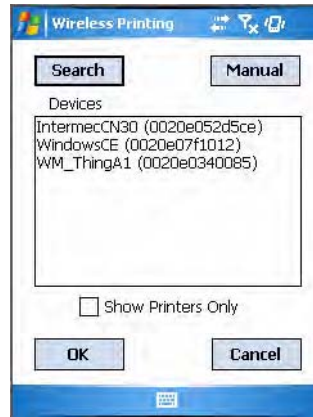 Wireless Printing
Search
Manual
Devices
IntermecCN30 (0020e052d5ce)
WindowsCE (0020e07f1012)
WM_ThingA1 (0020e0340085)
Show Printers Only
OK
Cancel